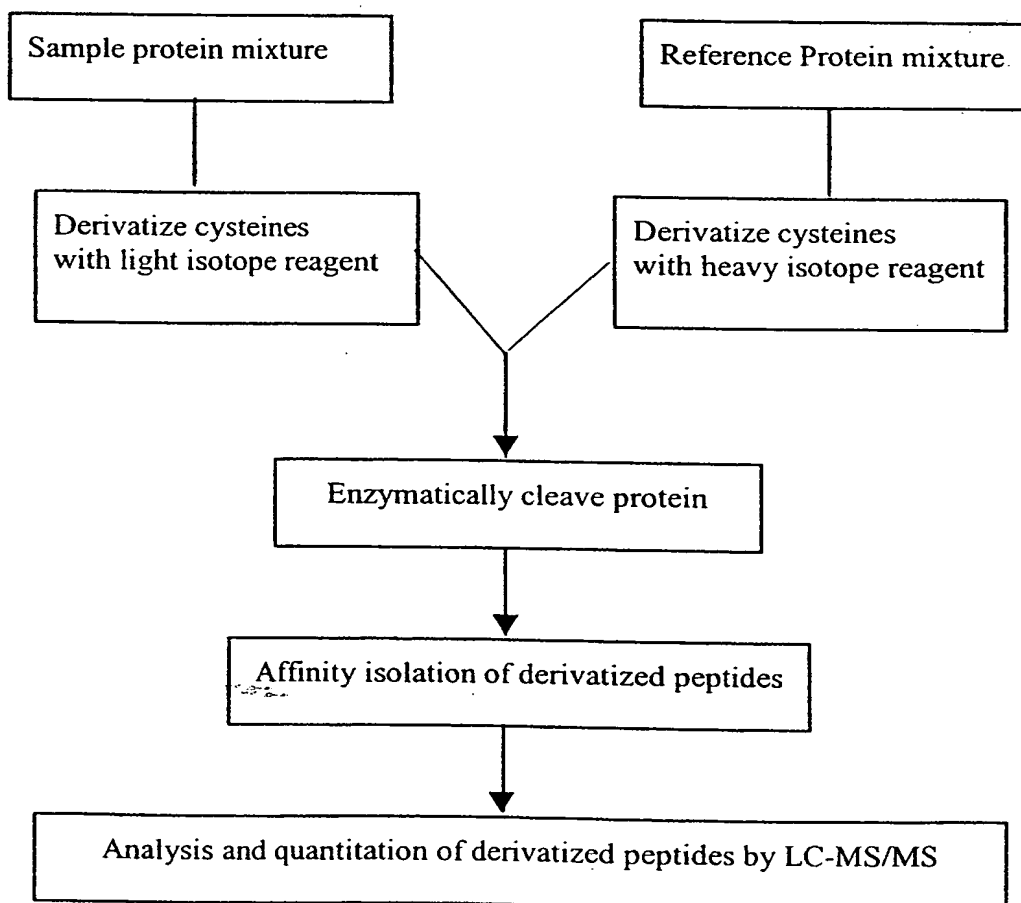 Sample protein mixture
Reference Protein mixture
Derivatize cysteines
with light isotope reagent
Derivatize cysteines
with heavy isotope reagent
Enzymatically cleave protein
Affinity isolation of derivatized peptides
Analysis and quantitation of derivatized peptides by LC-MS/MS